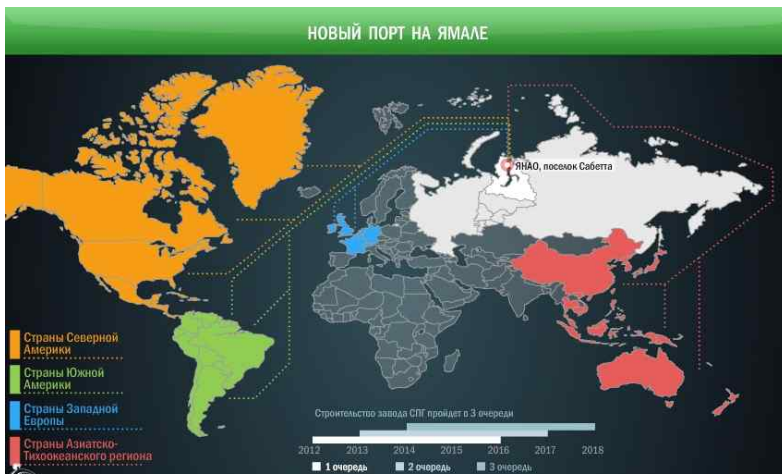 НОВЫЙ ПОРТ НА ЯМАЛЕ
ЯНАО, поселок Сабетта
Страны Северной
Америки
Страны Южной
Америки
Страны Западной
Европы
Страны Азиатско-
Тихоокеанского региона
Строительство завода СПГ пройдет в 3 очереди
2012 2013 2014 2015 2016 2017 2018
1 очередь 2 очередь 3 очередь